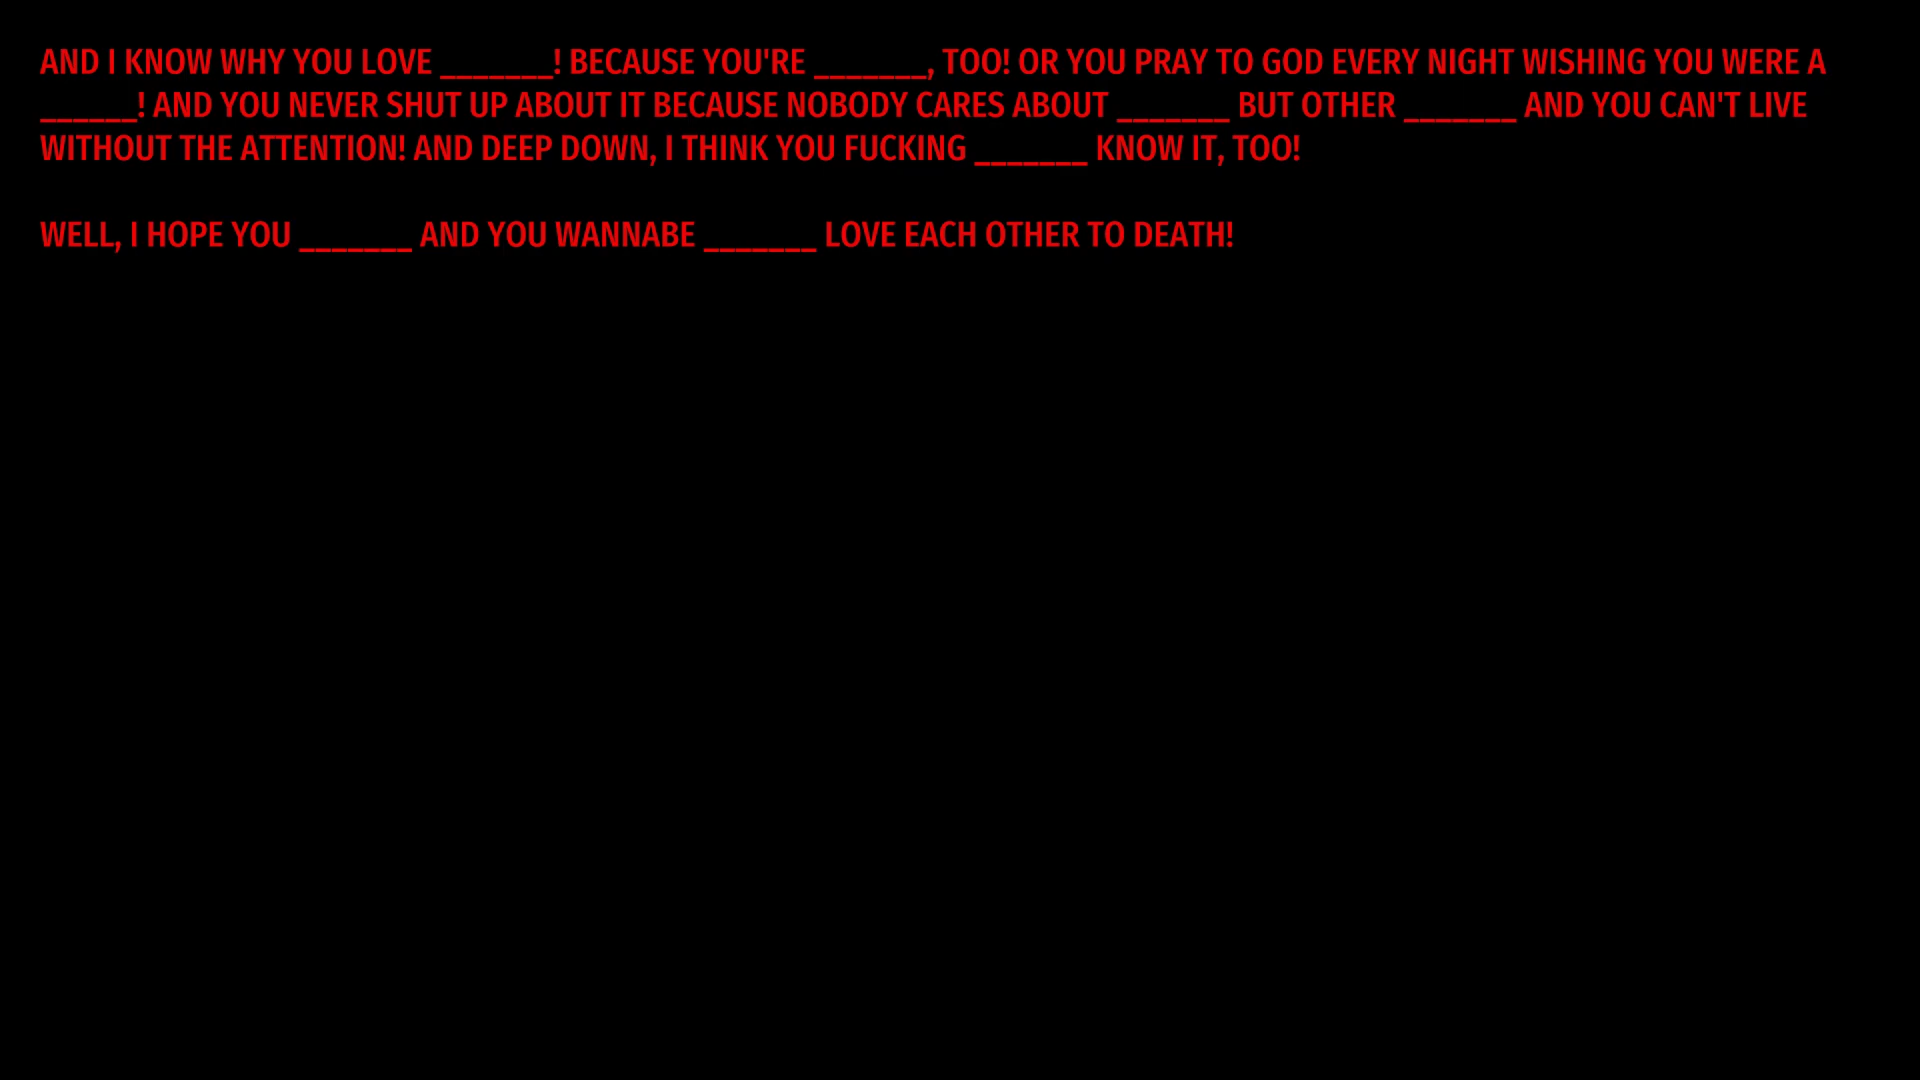 AND I KNOW WHY YOU LOVE _______! BECAUSE YOU'RE _______, TOO! OR YOU PRAY TO GOD EVERY NIGHT WISHING YOU WERE A
______! AND YOU NEVER SHUT UP ABOUT IT BECAUSE NOBODY CARES ABOUT _______ BUT OTHER _______ AND YOU CAN'T LIVE
WITHOUT THE ATTENTION! AND DEEP DOWN, I THINK YOU FUCKING _______ KNOW IT, TOO!

WELL, I HOPE YOU _______ AND YOU WANNABE _______ LOVE EACH OTHER TO DEATH!